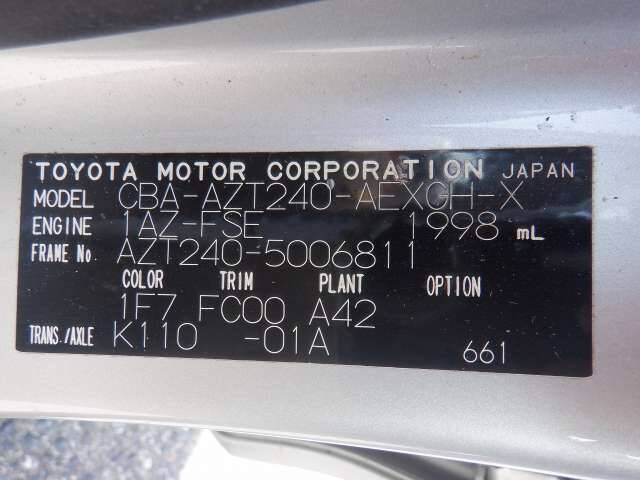 TOYOTA MOTOR CORPORATION JAPAN
MODEL CBA-AZT240-AEXGH-X
ENGINE 1AZ-FSE 1998 mL
FRAME No. AZT240-5006811
COLOR TRIM PLANT OPTION
1F7 FC00 A42
TRANS./AXLE K110 -01A 661